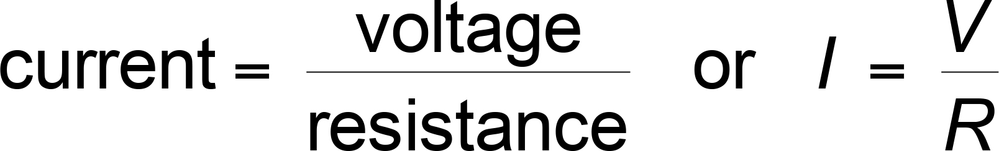 current = voltage / resistance or I = V / R